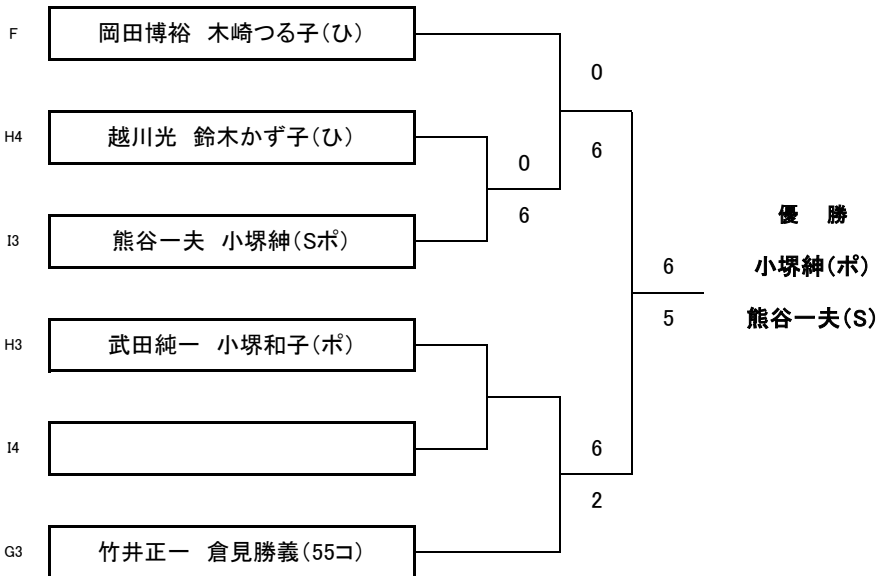 F 岡田博裕 木崎つる子(ひ)
0
H4 越川光 鈴木かず子(ひ)
0
6
6
I3 熊谷一夫 小堺紳(Sポ)
優 勝
6
小堺紳(ポ)
5
熊谷一夫(S)
H3 武田純一 小堺和子(ポ)
I4
6
2
G3 竹井正一 倉見勝義(55コ)